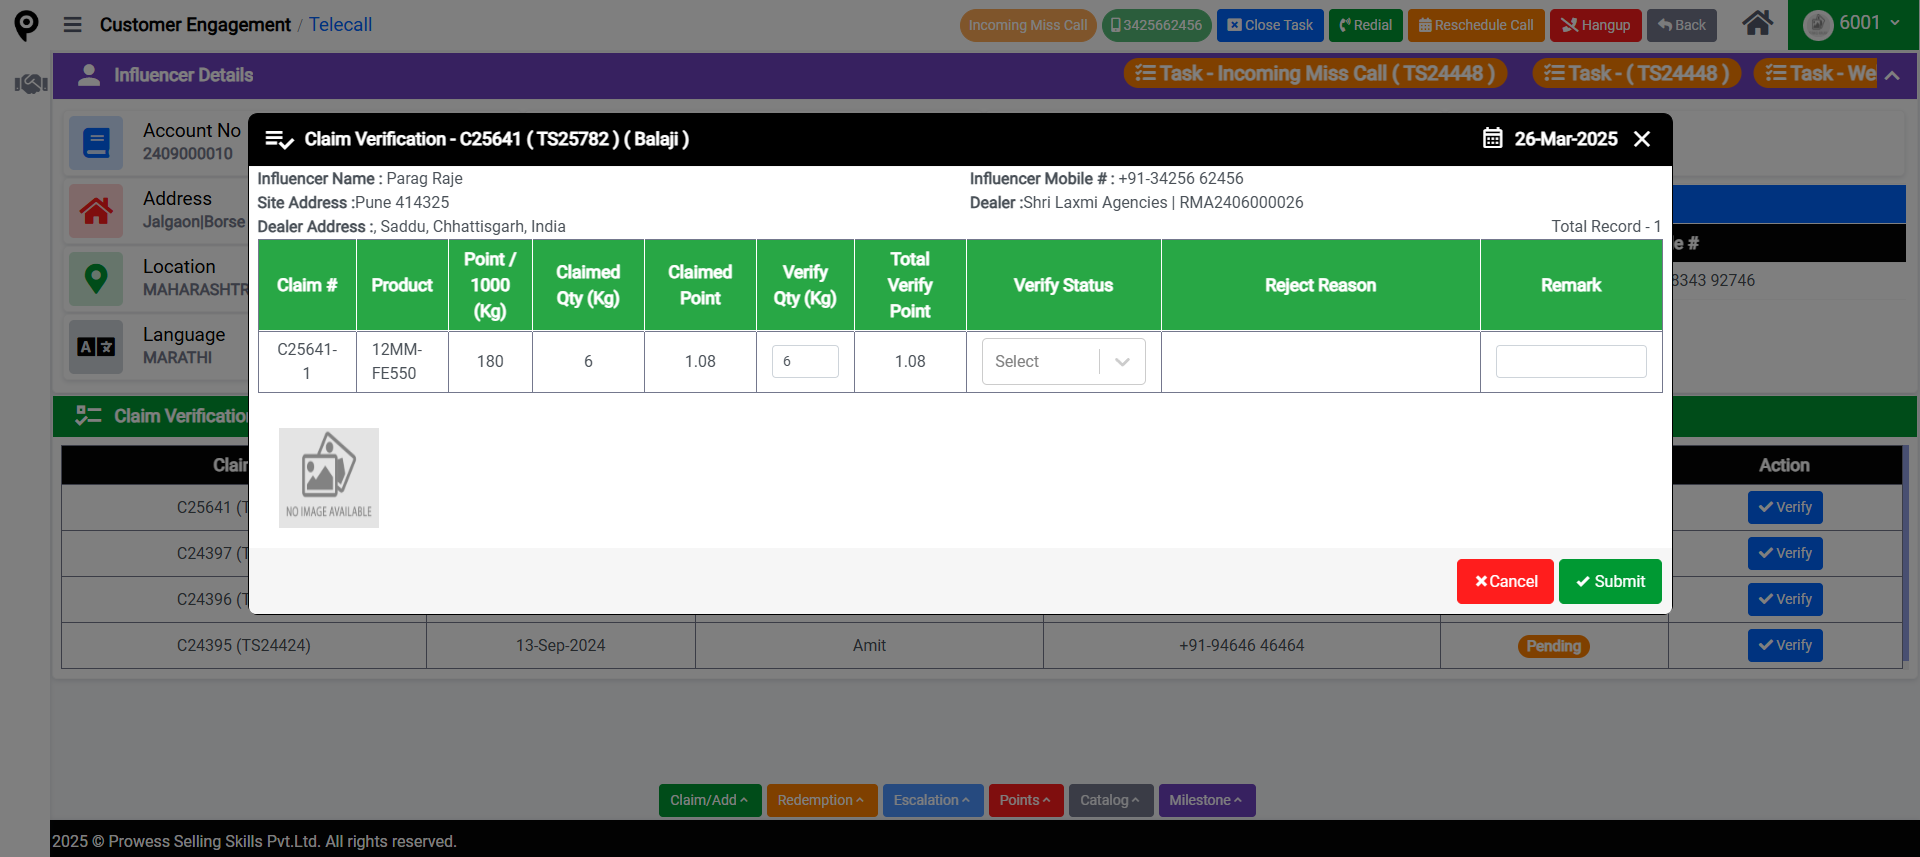 Customer Engagement / Telecall
Incoming Miss Call
3425662456
Close Task
Redial
Reschedule Call
Hangup
Back
6001
Influencer Details
Task - Incoming Miss Call ( TS24448 )
Task - ( TS24448 )
Task - We
Account No
2409000010
Address
Jalgaon|Borse
Location
MAHARASHTR
Language
MARATHI
Claim Verification - C25641 ( TS25782 ) ( Balaji )
26-Mar-2025
Influencer Name : Parag Raje
Influencer Mobile # : +91-34256 62456
Site Address :Pune 414325
Dealer :Shri Laxmi Agencies | RMA2406000026
Dealer Address :, Saddu, Chhattisgarh, India
Total Record - 1
Claim #
Product
Point /
1000
(Kg)
Claimed
Qty (Kg)
Claimed
Point
Verify
Qty (Kg)
Total
Verify
Point
Verify Status
Reject Reason
Remark
C25641-
1
12MM-
FE550
180
6
1.08
6
1.08
Select
NO IMAGE AVAILABLE
Cancel
Submit
#
8343 92746
Claim Verification
Action
C25641
Verify
C24397
Verify
C24396
Verify
C24395 (TS24424)
13-Sep-2024
Amit
+91-94646 46464
Pending
Verify
Claim/Add
Redemption
Escalation
Points
Catalog
Milestone
2025 © Prowess Selling Skills Pvt.Ltd. All rights reserved.